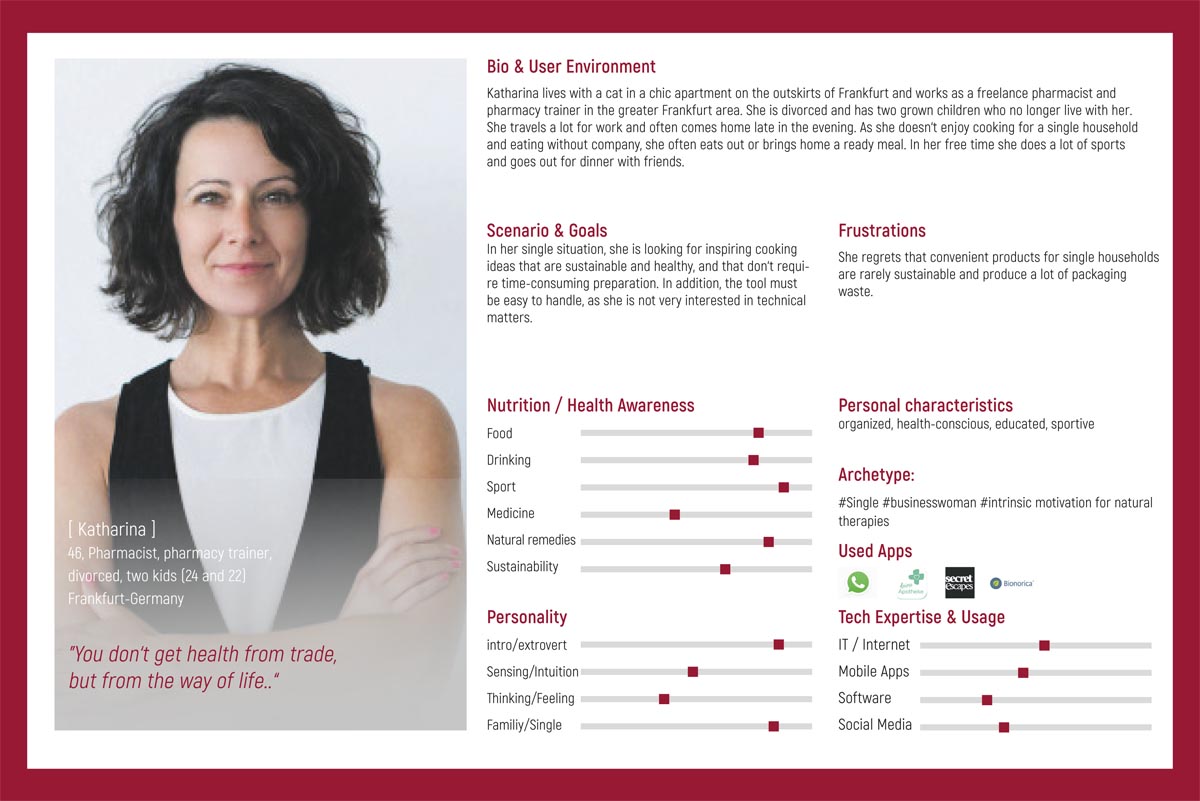 Bio & User Environment
Katharina lives with a cat in a chic apartment on the outskirts of Frankfurt and works as a freelance pharmacist and
pharmacy trainer in the greater Frankfurt area. She is divorced and has two grown children who no longer live with her.
She travels a lot for work and often comes home late in the evening. As she doesn't enjoy cooking for a single household
and eating without company, she often eats out or brings home a ready meal. In her free time she does a lot of sports
and goes out for dinner with friends.
Scenario & Goals
In her single situation, she is looking for inspiring cooking
ideas that are sustainable and healthy, and that don't requi-
re time-consuming preparation. In addition, the tool must
be easy to handle, as she is not very interested in technical
matters.
Frustrations
She regrets that convenient products for single households
are rarely sustainable and produce a lot of packaging
waste.
Nutrition / Health Awareness
Food
Drinking
Sport
Medicine
Natural remedies
Sustainability
Personality
intro/extrovert
Sensing/Intuition
Thinking/Feeling
Familiy/Single
Personal characteristics
organized, health-conscious, educated, sportive
Archetype:
#Single #businesswoman #intrinsic motivation for natural
therapies
Used Apps
Apotheke
secret
escapes
Bionorica
Tech Expertise & Usage
IT / Internet
Mobile Apps
Software
Social Media
[ Katharina ]
46, Pharmacist, pharmacy trainer,
divorced, two kids (24 and 22)
Frankfurt-Germany
"You don't get health from trade,
but from the way of life.."